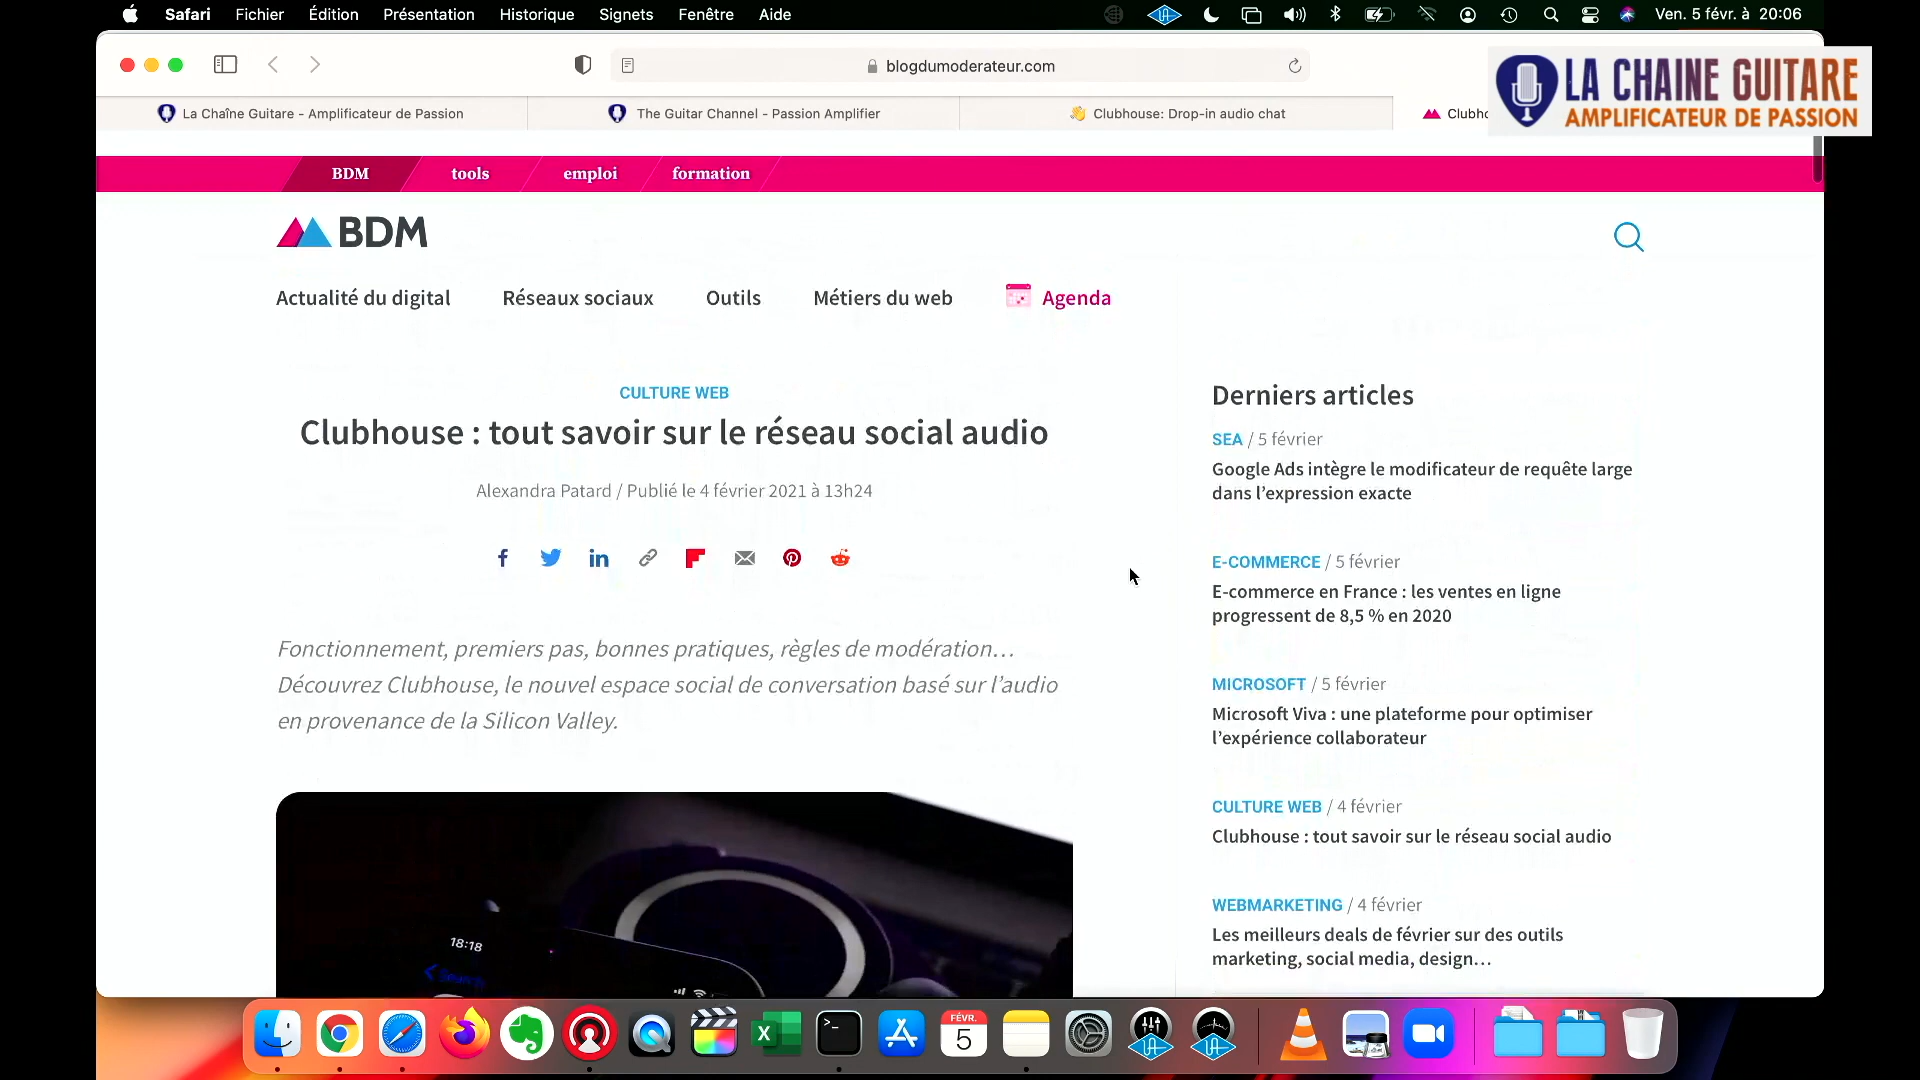 Safari Fichier Édition Présentation Historique Signets Fenêtre Aide Ven. 5 févr. à 20:06
blogdumoderateur.com
LA CHAINE GUITARE
AMPLIFICATEUR DE PASSION
La Chaîne Guitare - Amplificateur de Passion The Guitar Channel - Passion Amplifier Clubhouse: Drop-in audio chat
BDM tools emploi formation
BDM
Actualité du digital Réseaux sociaux Outils Métiers du web Agenda
CULTURE WEB
Clubhouse : tout savoir sur le réseau social audio
Alexandra Patard / Publié le 4 février 2021 à 13h24
Fonctionnement, premiers pas, bonnes pratiques, règles de modération…
Découvrez Clubhouse, le nouvel espace social de conversation basé sur l’audio
en provenance de la Silicon Valley.
18:18
Search
Derniers articles
SEA / 5 février
Google Ads intègre le modificateur de requête large
dans l’expression exacte
E-COMMERCE / 5 février
E-commerce en France : les ventes en ligne
progressent de 8,5 % en 2020
MICROSOFT / 5 février
Microsoft Viva : une plateforme pour optimiser
l’expérience collaborateur
CULTURE WEB / 4 février
Clubhouse : tout savoir sur le réseau social audio
WEBMARKETING / 4 février
Les meilleurs deals de février sur des outils
marketing, social media, design…
FÉVR.
5